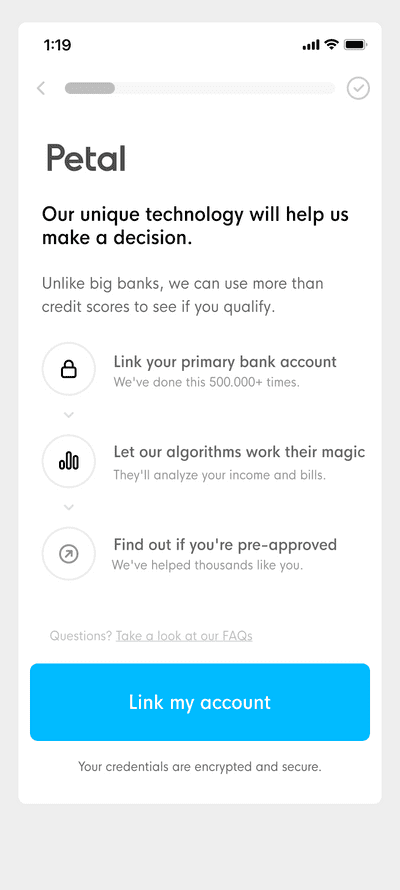 1:19
Petal
Our unique technology will help us
make a decision.
Unlike big banks, we can use more than
credit scores to see if you qualify.
Link your primary bank account
We've done this 500.000+ times.
Let our algorithms work their magic
They'll analyze your income and bills.
Find out if you're pre-approved
We've helped thousands like you.
Questions? Take a look at our FAQs
Link my account
Your credentials are encrypted and secure.